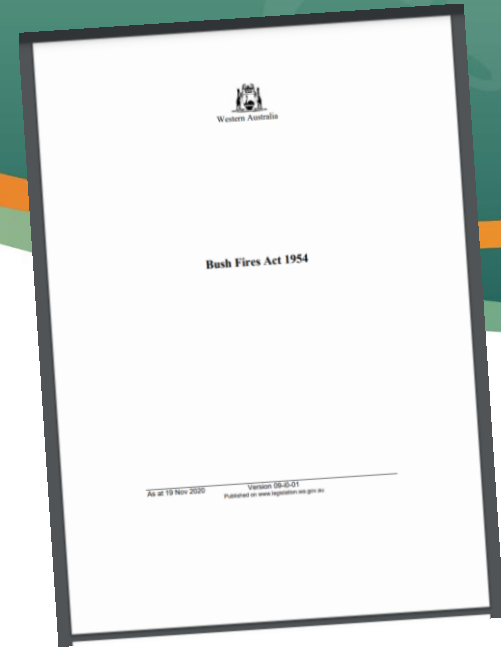 Western Australia
Bush Fires Act 1954
As at 19 Nov 2020 Version 09-i0-01
Published on www.legislation.wa.gov.au